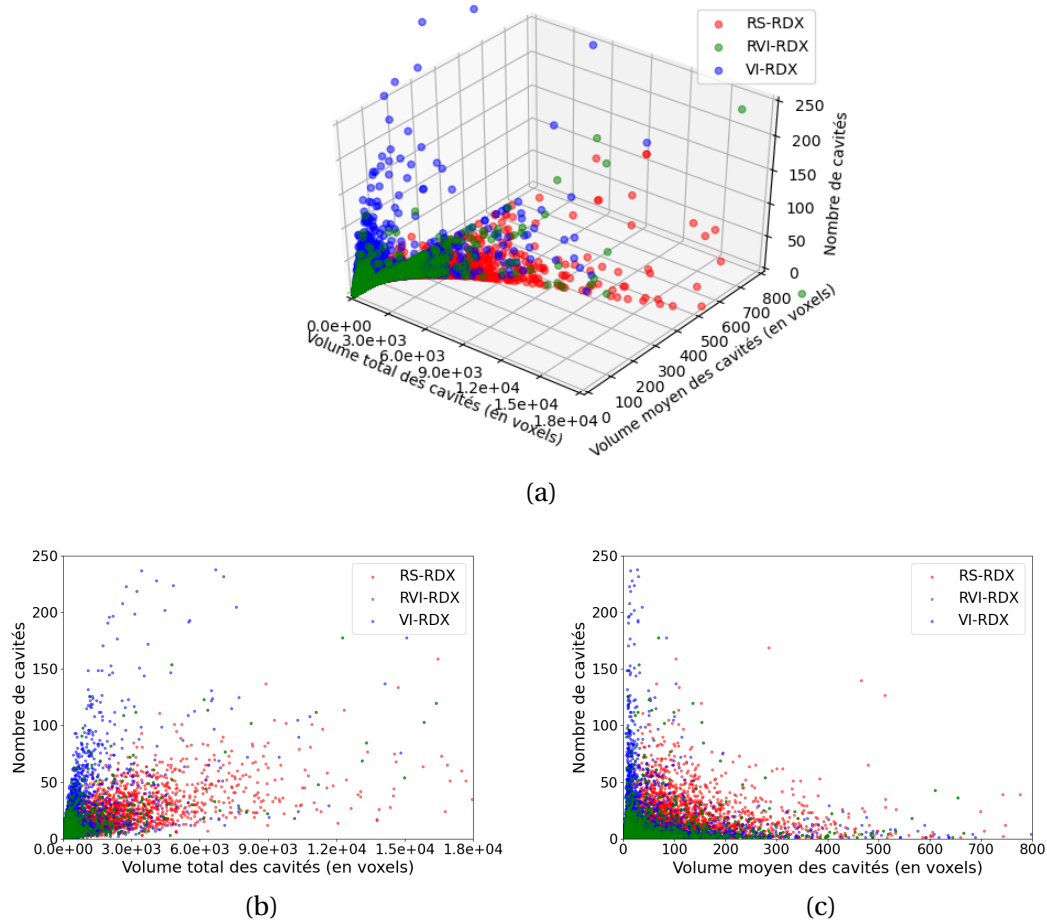 RS-RDX
RVI-RDX
VI-RDX
250
200
150
100
50
0
Nombre de cavités
800
700
600
500
400
300
200
100
0
Volume moyen des cavités (en voxels)
0.0e+00
3.0e+03
6.0e+03
9.0e+03
1.2e+04
1.5e+04
1.8e+04
Volume total des cavités (en voxels)
(a)
250
200
150
100
50
0
Nombre de cavités
RS-RDX
RVI-RDX
VI-RDX
0.0e+00 3.0e+03 6.0e+03 9.0e+03 1.2e+04 1.5e+04 1.8e+04
Volume total des cavités (en voxels)
(b)
250
200
150
100
50
0
Nombre de cavités
RS-RDX
RVI-RDX
VI-RDX
0 100 200 300 400 500 600 700 800
Volume moyen des cavités (en voxels)
(c)